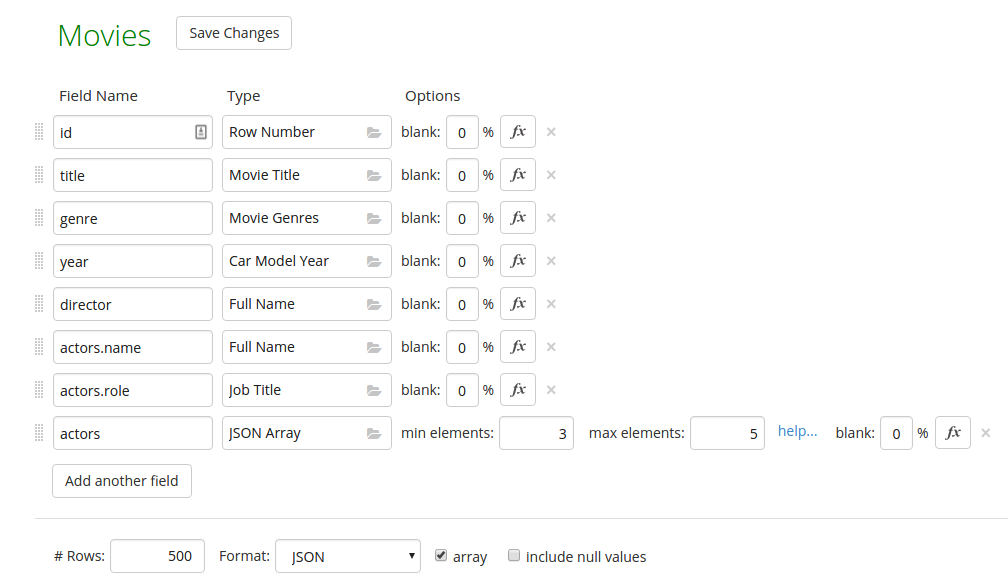 Movies Save Changes
Field Name Type Options
id Row Number blank: 0 % fx ×
title Movie Title blank: 0 % fx ×
genre Movie Genres blank: 0 % fx ×
year Car Model Year blank: 0 % fx ×
director Full Name blank: 0 % fx ×
actors.name Full Name blank: 0 % fx ×
actors.role Job Title blank: 0 % fx ×
actors JSON Array min elements: 3 max elements: 5 help... blank: 0 % fx ×
Add another field
# Rows: 500 Format: JSON array include null values